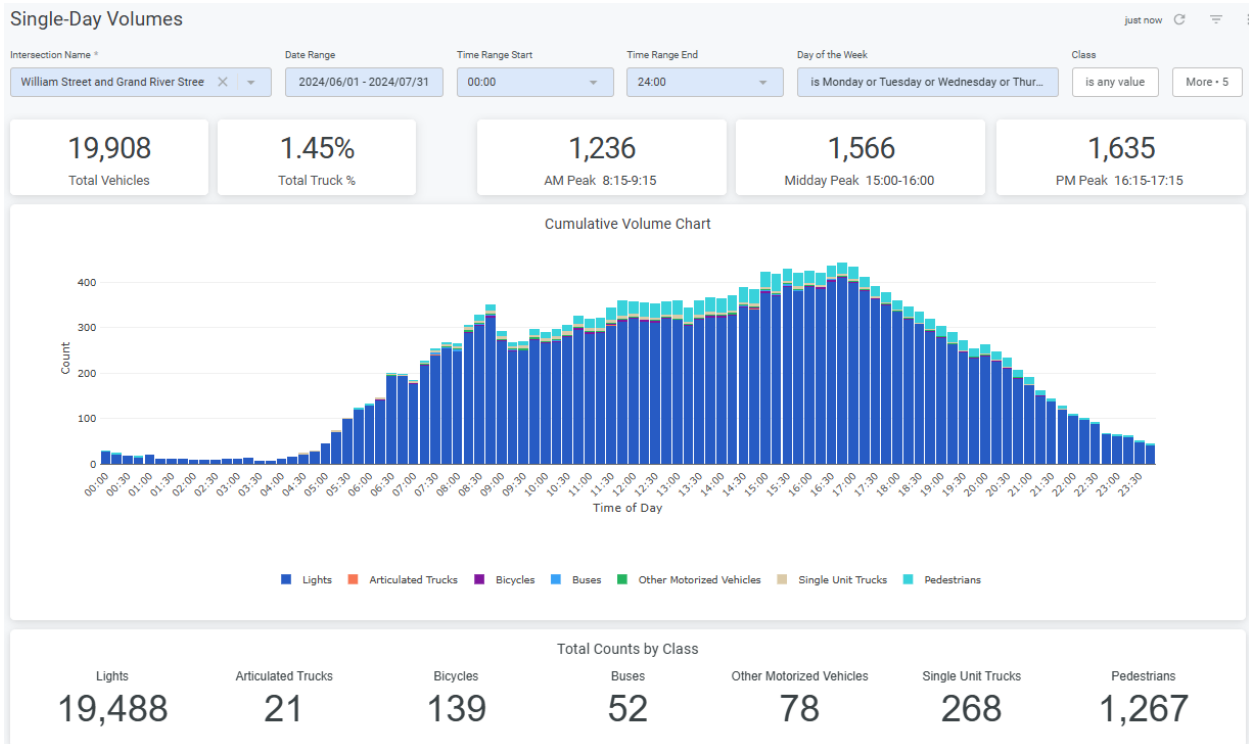 Single-Day Volumes
just now
Intersection Name *
Date Range
Time Range Start
Time Range End
Day of the Week
Class
William Street and Grand River Stree
2024/06/01 - 2024/07/31
00:00
24:00
is Monday or Tuesday or Wednesday or Thur...
is any value
More • 5
19,908
1.45%
1,236
1,566
1,635
Total Vehicles
Total Truck %
AM Peak 8:15-9:15
Midday Peak 15:00-16:00
PM Peak 16:15-17:15
Cumulative Volume Chart
400
300
200
100
0
Count
00:00 00:30 01:00 01:30 02:00 02:30 03:00 03:30 04:00 04:30 05:00 05:30 06:00 06:30 07:00 07:30 08:00 08:30 09:00 09:30 10:00 10:30 11:00 11:30 12:00 12:30 13:00 13:30 14:00 14:30 15:00 15:30 16:00 16:30 17:00 17:30 18:00 18:30 19:00 19:30 20:00 20:30 21:00 21:30 22:00 22:30 23:00 23:30
Time of Day
Lights Articulated Trucks Bicycles Buses Other Motorized Vehicles Single Unit Trucks Pedestrians
Total Counts by Class
Lights
Articulated Trucks
Bicycles
Buses
Other Motorized Vehicles
Single Unit Trucks
Pedestrians
19,488
21
139
52
78
268
1,267